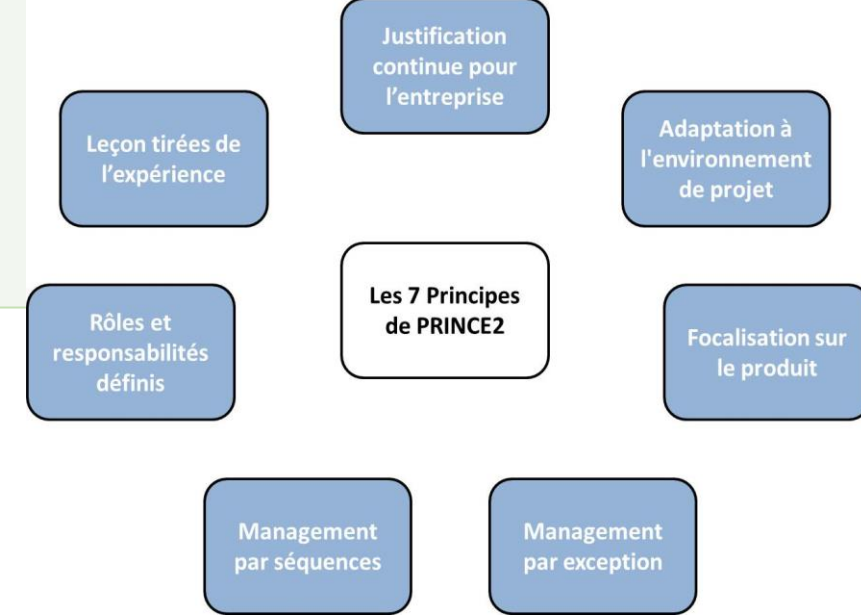 Justification
continue pour
l’entreprise
Leçon tirées de
l’expérience
Adaptation à
l'environnement
de projet
Les 7 Principes
de PRINCE2
Rôles et
responsabilités
définis
Focalisation sur
le produit
Management
par séquences
Management
par exception